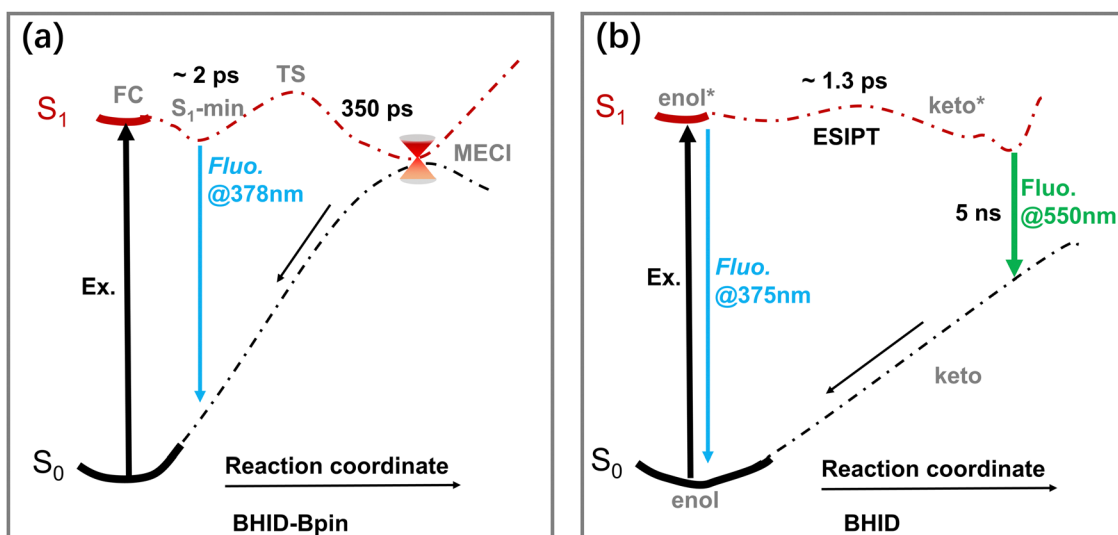 (a)
~ 2 ps
TS
FC
S₁-min
350 ps
S₁
MECI
Fluo.
@378nm
Ex.
S₀
Reaction coordinate
BHID-Bpin
(b)
~ 1.3 ps
enol*
keto*
S₁
ESIPT
Fluo.
@550nm
5 ns
Fluo.
@375nm
Ex.
keto
S₀
Reaction coordinate
enol
BHID